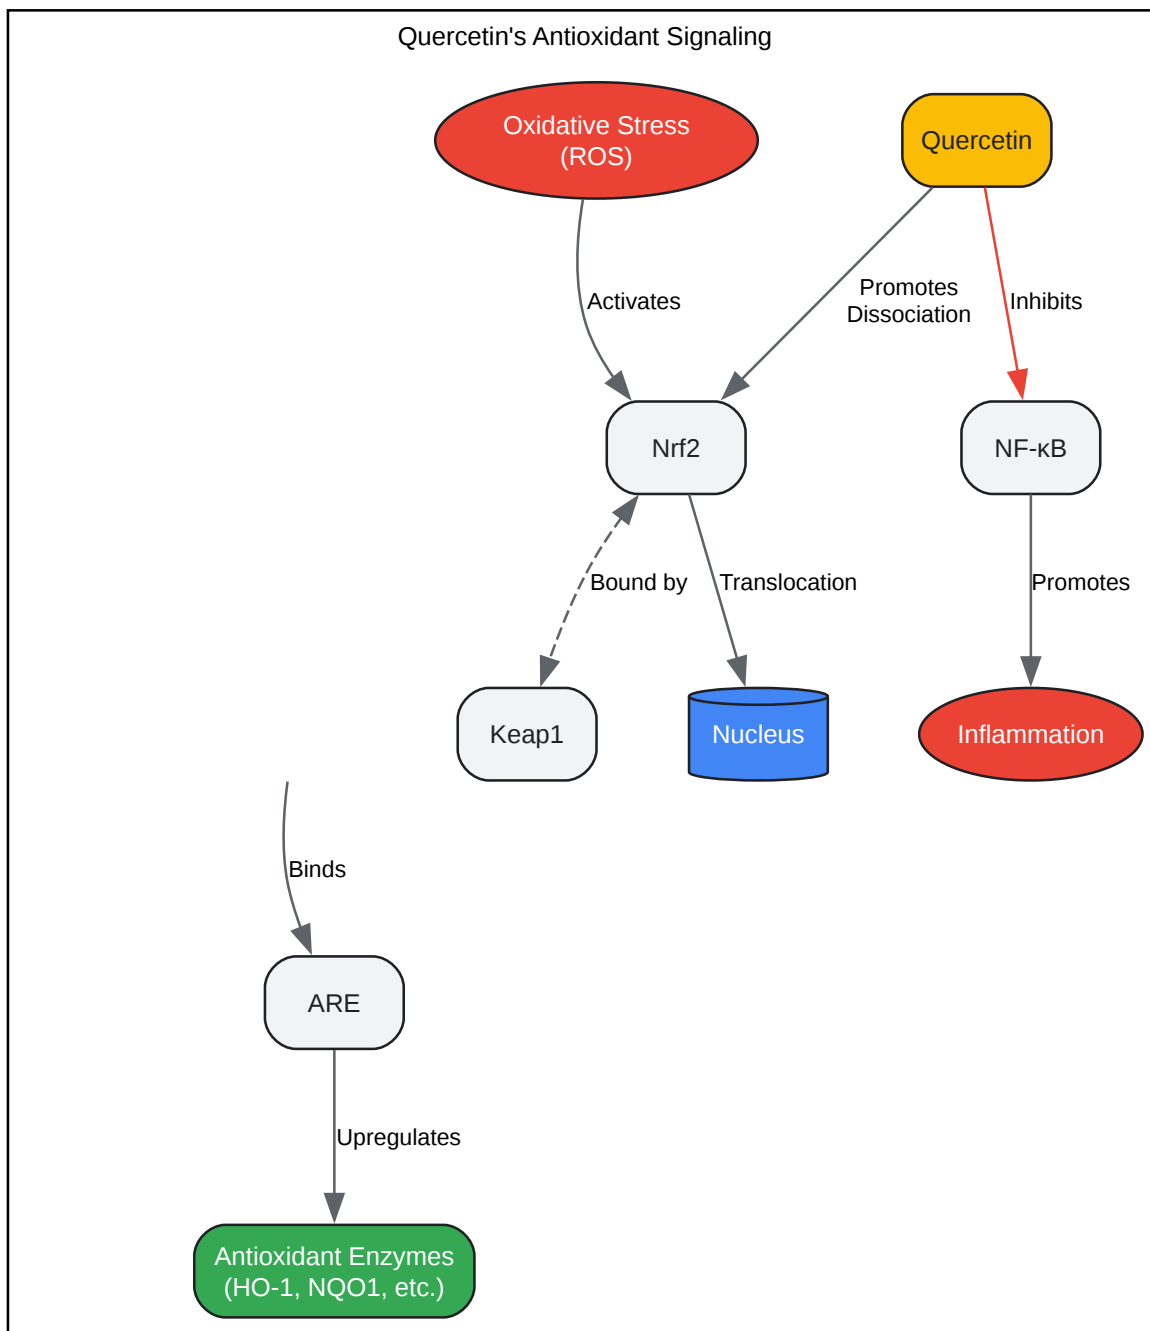 Quercetin's Antioxidant Signaling
Oxidative Stress
(ROS)
Quercetin
Activates
Promotes
Dissociation
Inhibits
Nrf2
NF-κB
Bound by
Translocation
Promotes
Keap1
Nucleus
Inflammation
Binds
ARE
Upregulates
Antioxidant Enzymes
(HO-1, NQO1, etc.)